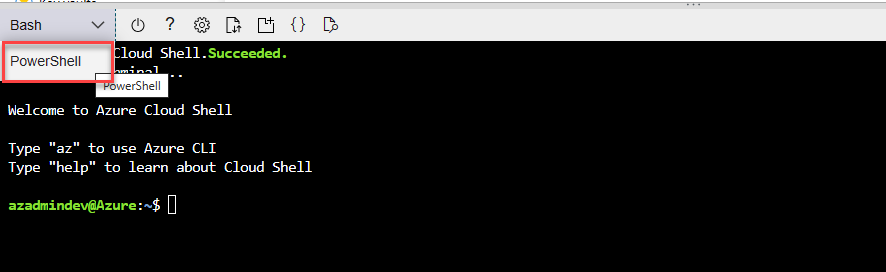 Bash
PowerShell
Cloud Shell.Succeeded.
PowerShell
Welcome to Azure Cloud Shell
Type "az" to use Azure CLI
Type "help" to learn about Cloud Shell
azadmindev@Azure:~$